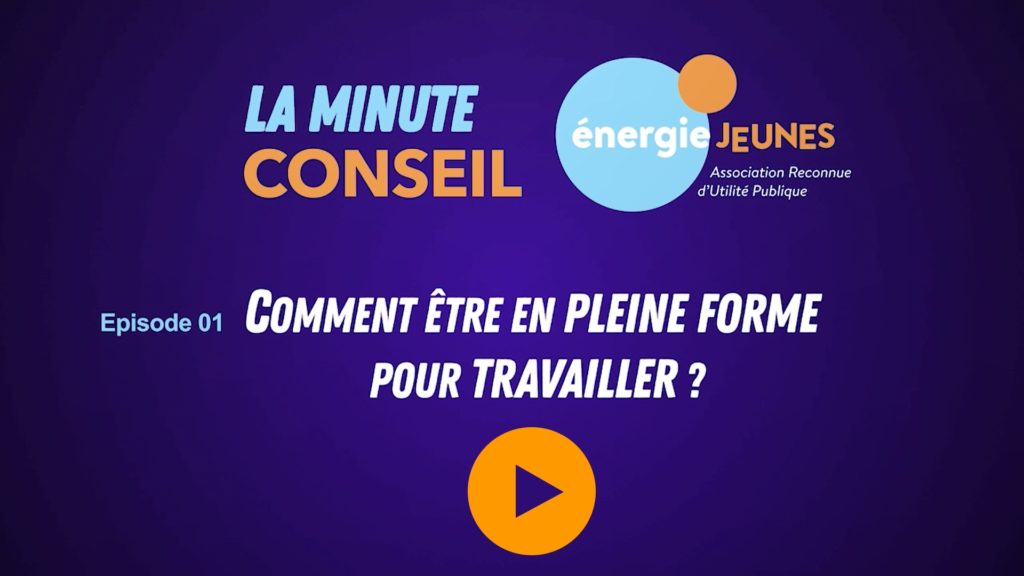 LA MINUTE
CONSEIL
énergie JEUNES
Association Reconnue
d'Utilité Publique
Episode 01 COMMENT ÊTRE EN PLEINE FORME
POUR TRAVAILLER ?